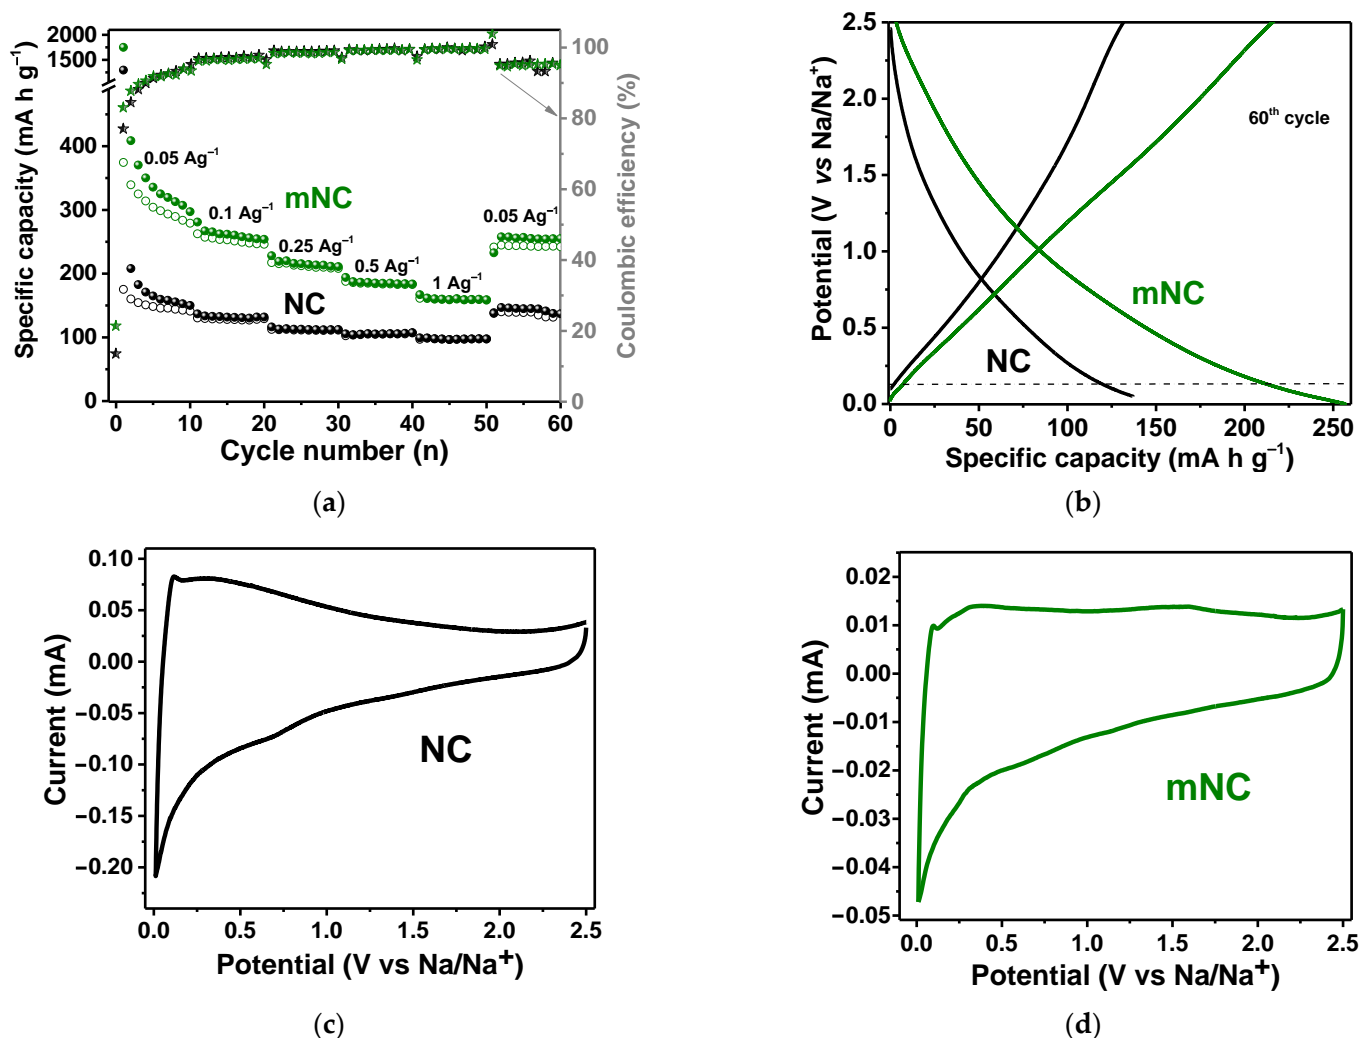 2000
1500
400
300
200
100
0
Specific capacity (mA h g⁻¹)
0.05 Ag⁻¹
mNC
0.1 Ag⁻¹
0.25 Ag⁻¹
0.5 Ag⁻¹
1 Ag⁻¹
0.05 Ag⁻¹
NC
100
80
60
40
20
0
Coulombic efficiency (%)
0 10 20 30 40 50 60
Cycle number (n)
(a)
2.5
2.0
1.5
1.0
0.5
0.0
Potential (V vs Na/Na⁺)
60th cycle
mNC
NC
0 50 100 150 200 250
Specific capacity (mA h g⁻¹)
(b)
0.10
0.05
0.00
−0.05
−0.10
−0.15
−0.20
Current (mA)
NC
0.0 0.5 1.0 1.5 2.0 2.5
Potential (V vs Na/Na⁺)
(c)
0.02
0.01
0.00
−0.01
−0.02
−0.03
−0.04
−0.05
Current (mA)
mNC
0.0 0.5 1.0 1.5 2.0 2.5
Potential (V vs Na/Na⁺)
(d)